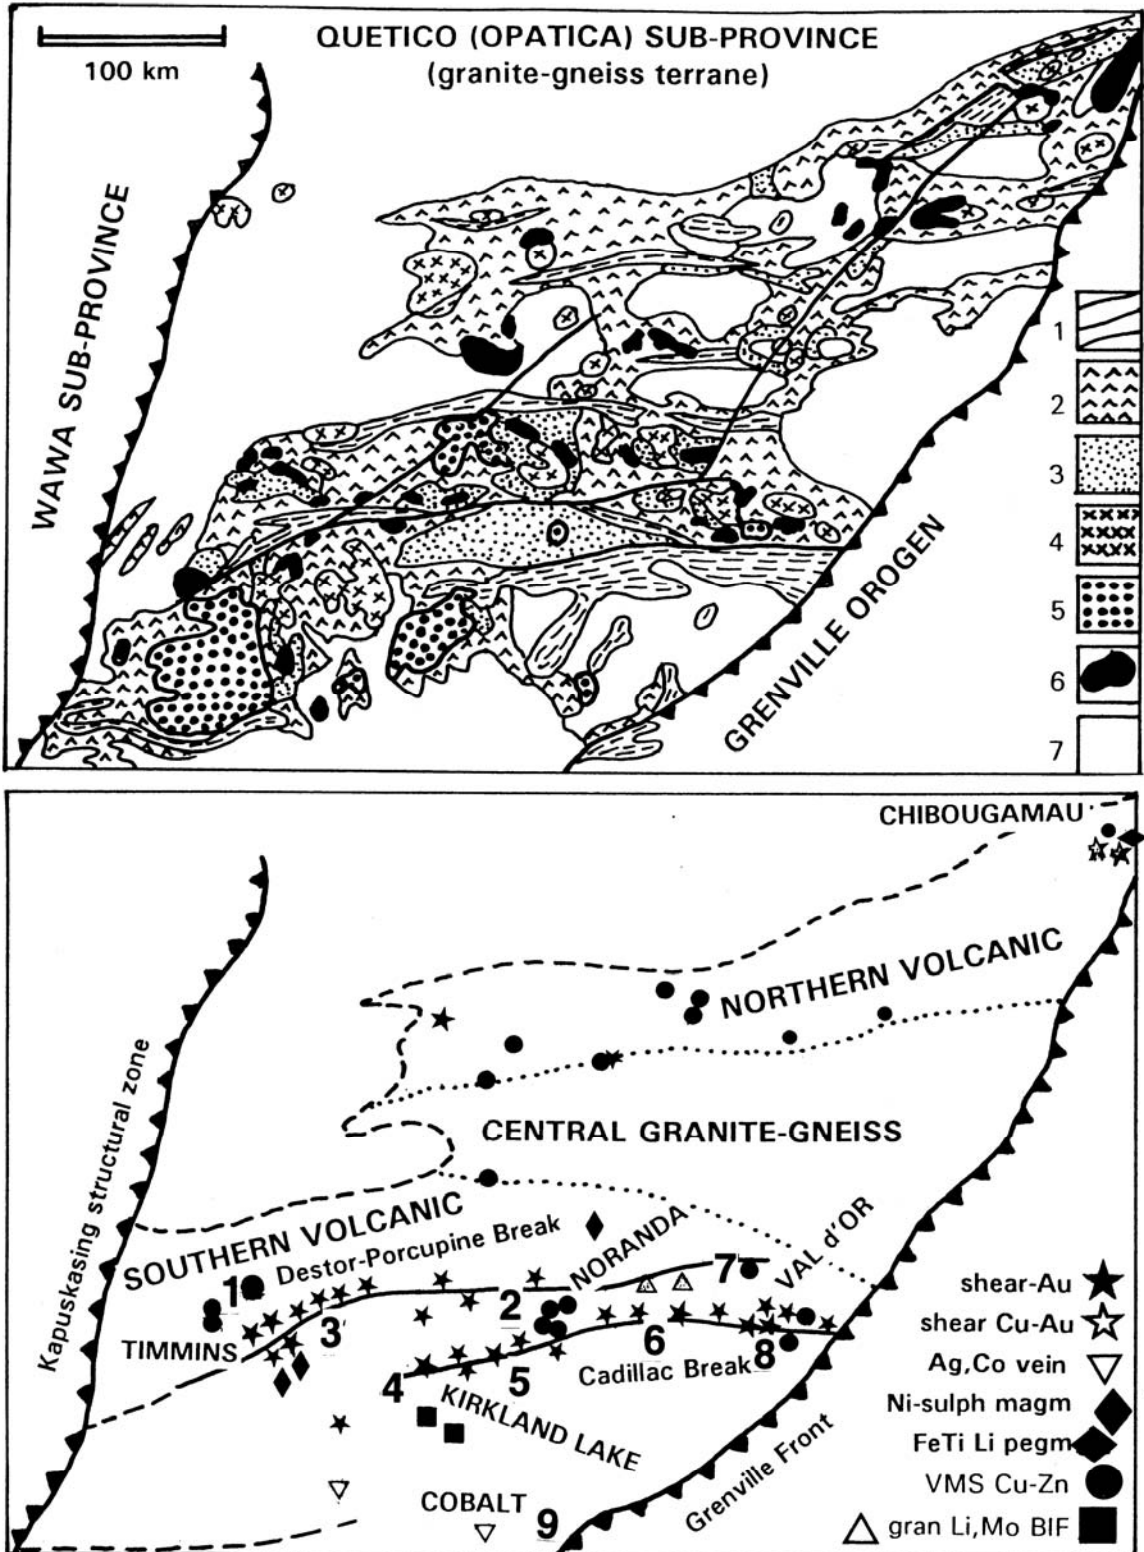 QUETICO (OPATICA) SUB-PROVINCE
(granite-gneiss terrane)
100 km
WAWA SUB-PROVINCE
GRENVILLE OROGEN
1
2
3
4
5
6
7
CHIBOUGAMAU
NORTHERN VOLCANIC
Kapuskasing structural zone
CENTRAL GRANITE-GNEISS
SOUTHERN VOLCANIC
Destor-Porcupine Break
NORANDA
VAL d'OR
1
2
3
4
5
6
7
8
9
TIMMINS
Cadillac Break
KIRKLAND LAKE
COBALT
Grenville Front
shear-Au
shear Cu-Au
Ag,Co vein
Ni-sulph magm
FeTi Li pegm
VMS Cu-Zn
gran Li,Mo BIF